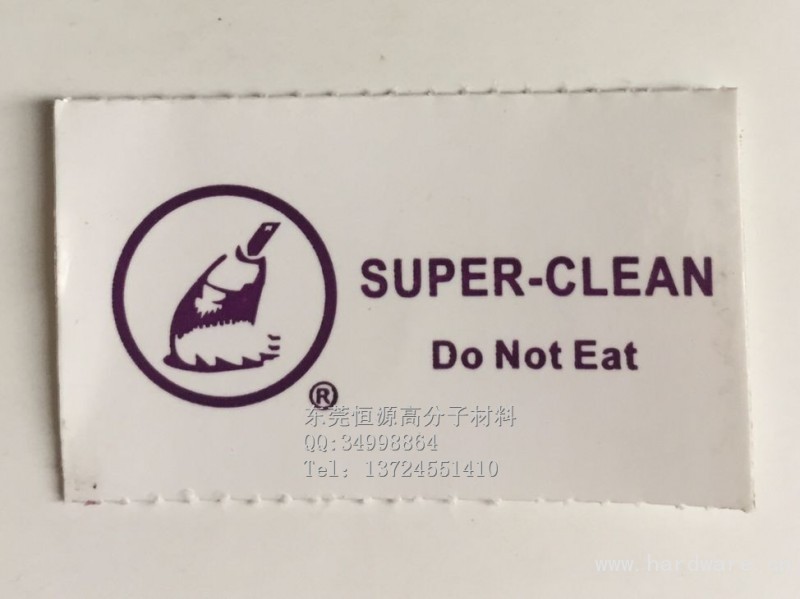 SUPER-CLEAN
Do Not Eat
®
东莞恒源高分子材料
QQ:34998864
Tel: 13724551410